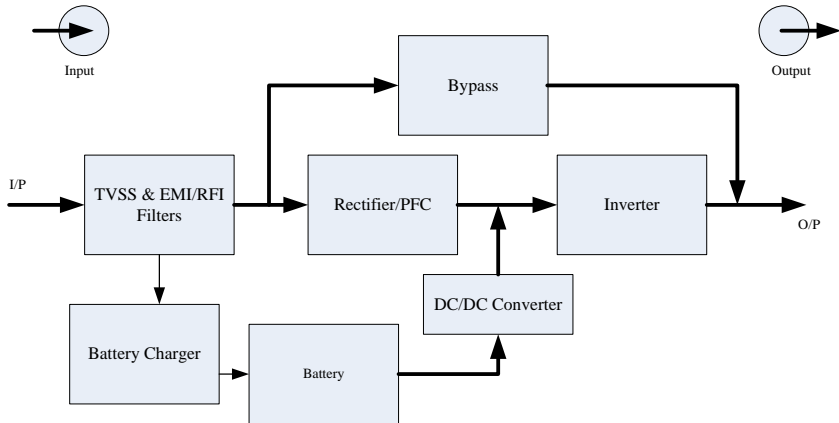 Input
Output
Bypass
I/P
TVSS & EMI/RFI
Filters
Rectifier/PFC
Inverter
O/P
DC/DC Converter
Battery Charger
Battery